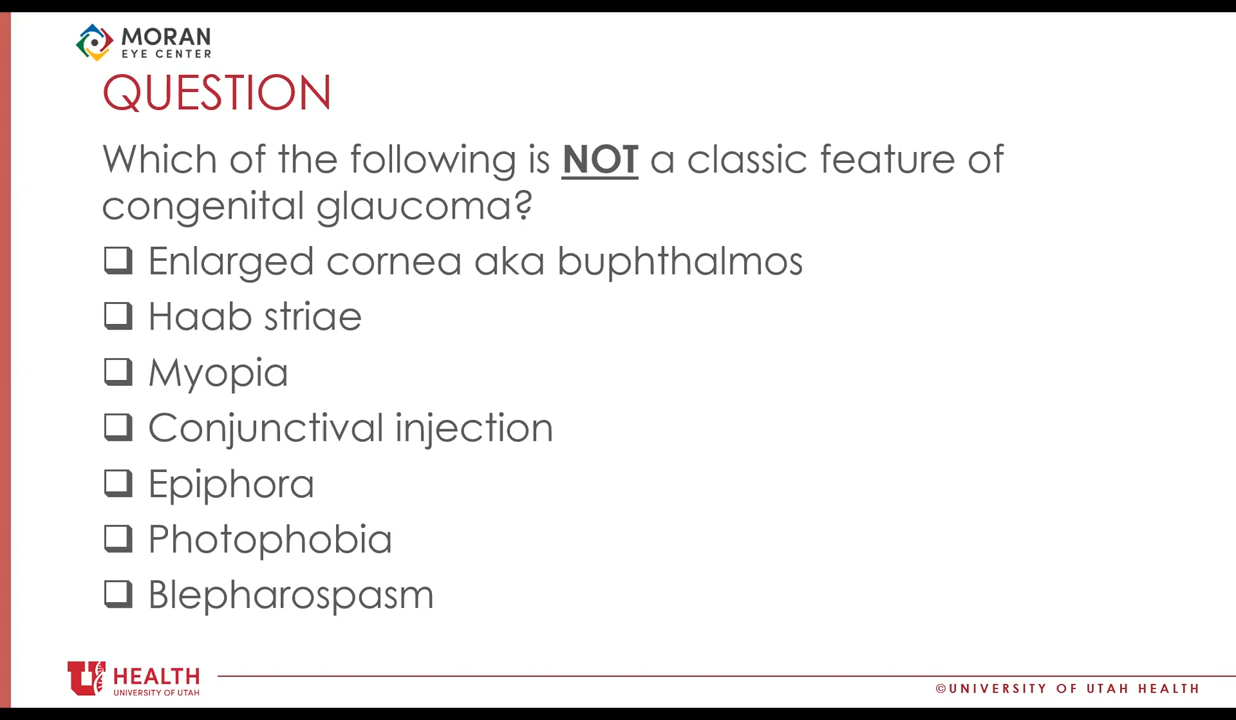 MORAN
EYE CENTER
QUESTION
Which of the following is NOT a classic feature of
congenital glaucoma?
❑ Enlarged cornea aka buphthalmos
❑ Haab striae
❑ Myopia
❑ Conjunctival injection
❑ Epiphora
❑ Photophobia
❑ Blepharospasm
U HEALTH
UNIVERSITY OF UTAH
©UNIVERSITY OF UTAH HEALTH